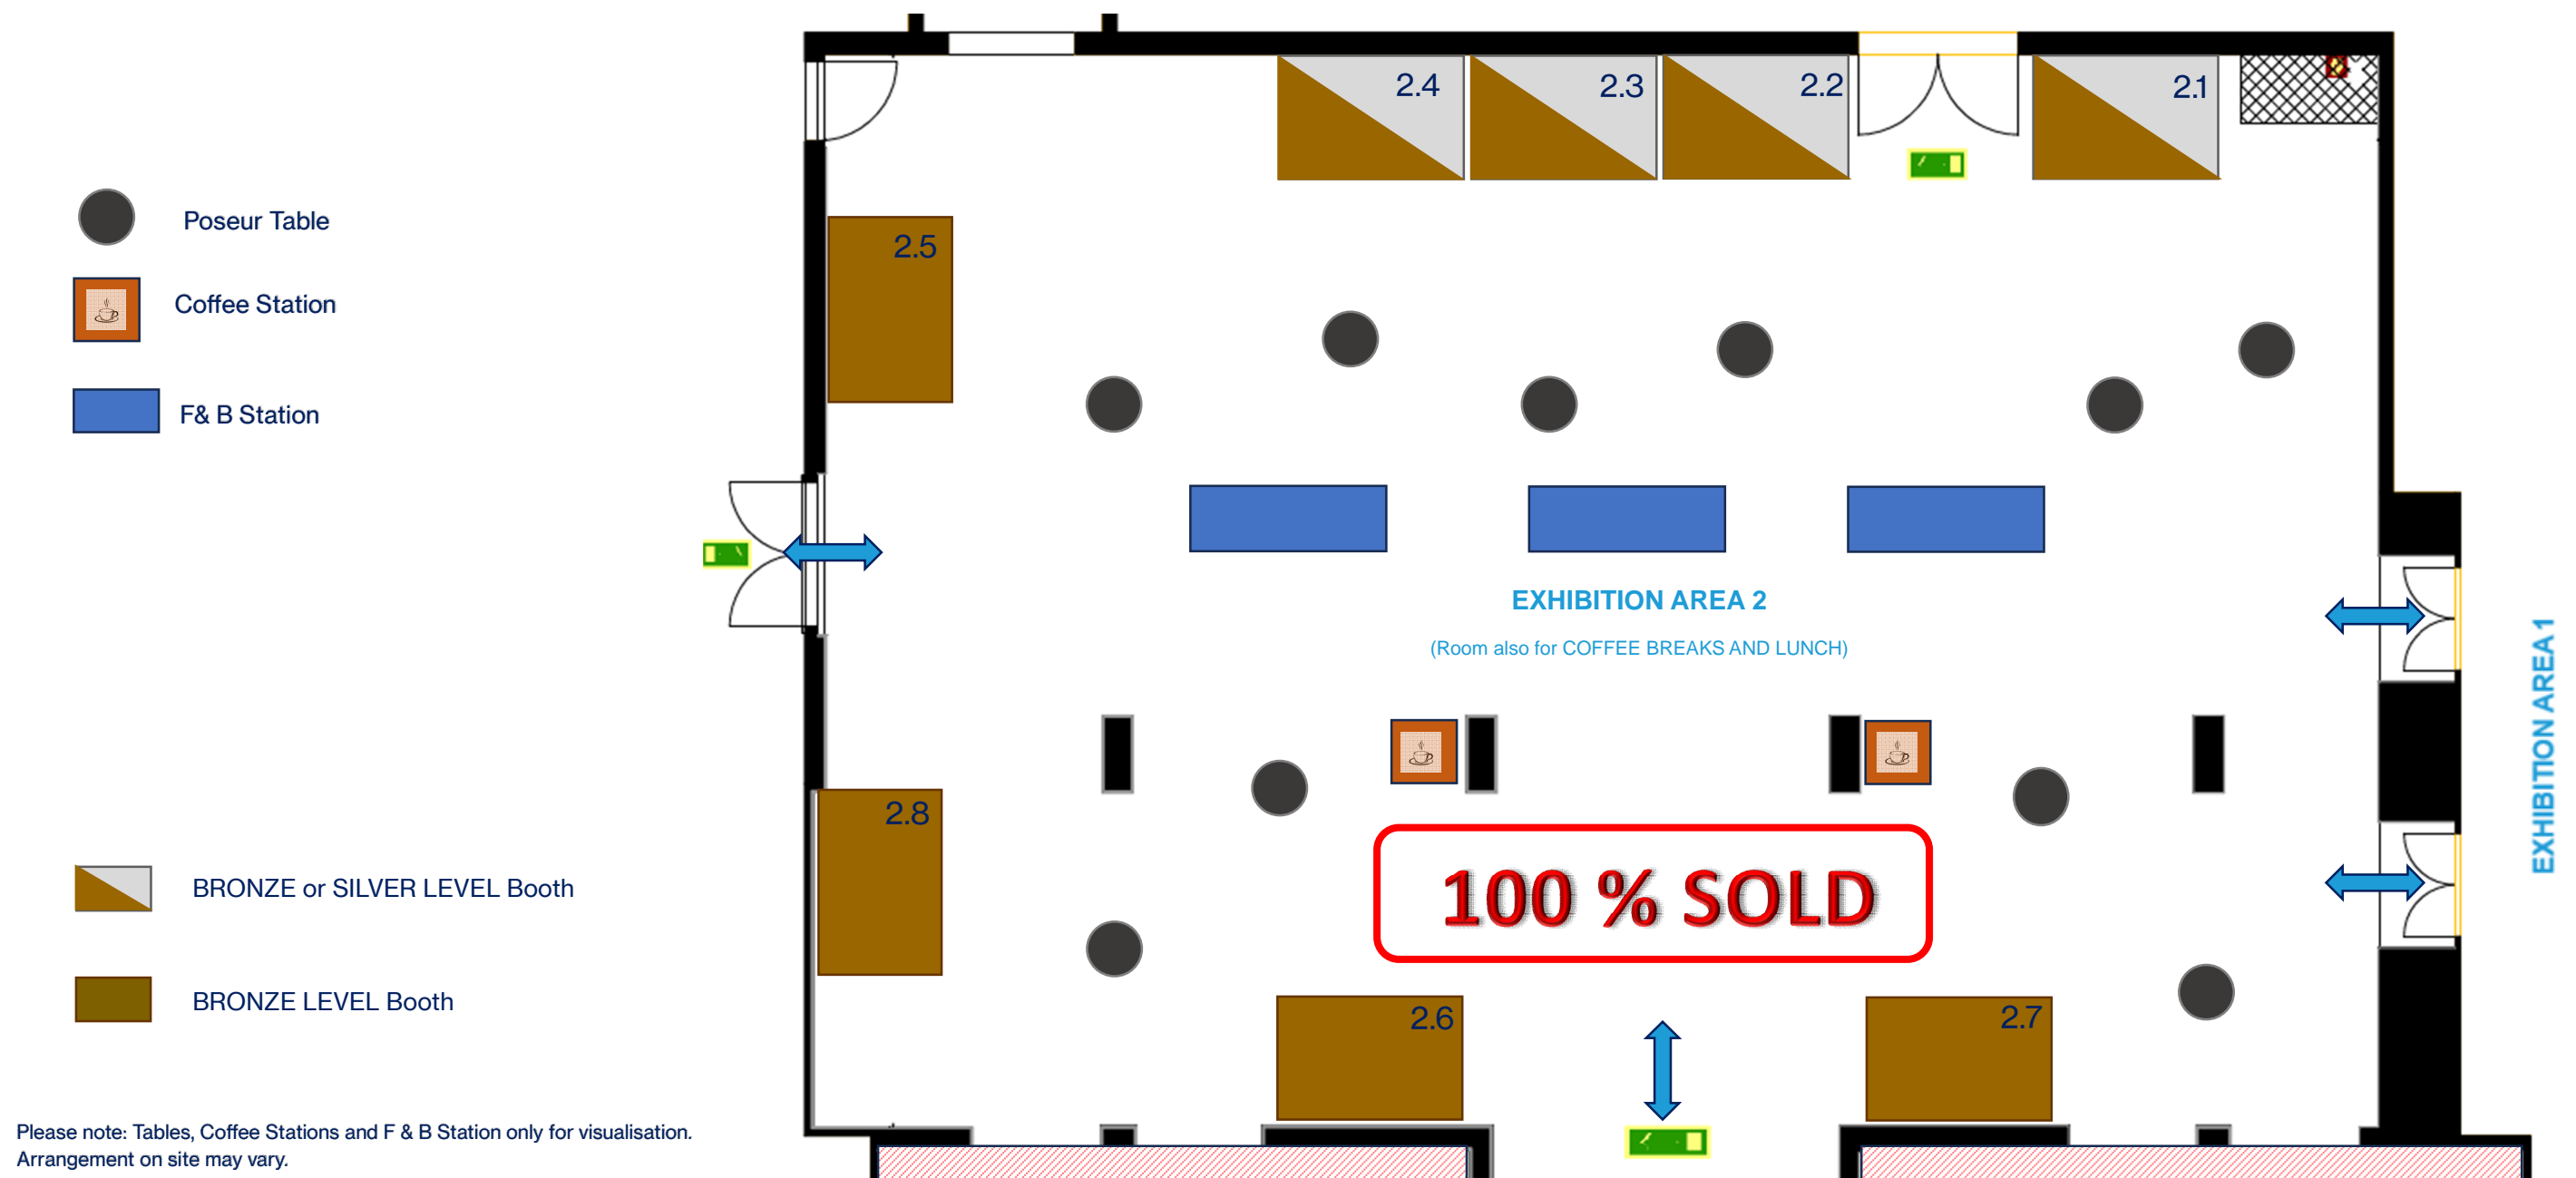 2.4
2.3
2.2
2.1
2.5
Poseur Table
Coffee Station
F& B Station
EXHIBITION AREA 2
(Room also for COFFEE BREAKS AND LUNCH)
EXHIBITION AREA 1
2.8
BRONZE or SILVER LEVEL Booth
100 % SOLD
BRONZE LEVEL Booth
2.6
2.7
Please note: Tables, Coffee Stations and F & B Station only for visualisation.
Arrangement on site may vary.